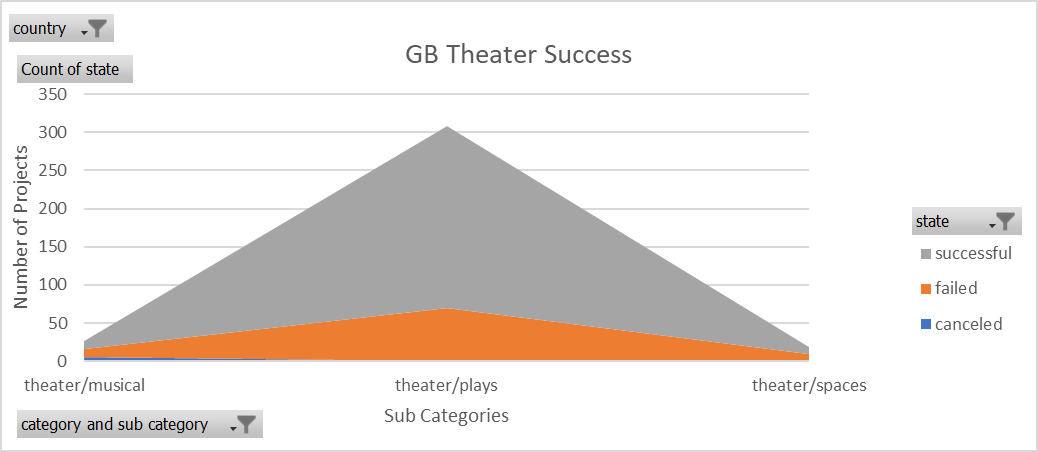 country
GB Theater Success
Count of state
350
300
250
200
150
100
50
0
Number of Projects
theater/musical
theater/plays
theater/spaces
Sub Categories
category and sub category
state
successful
failed
canceled